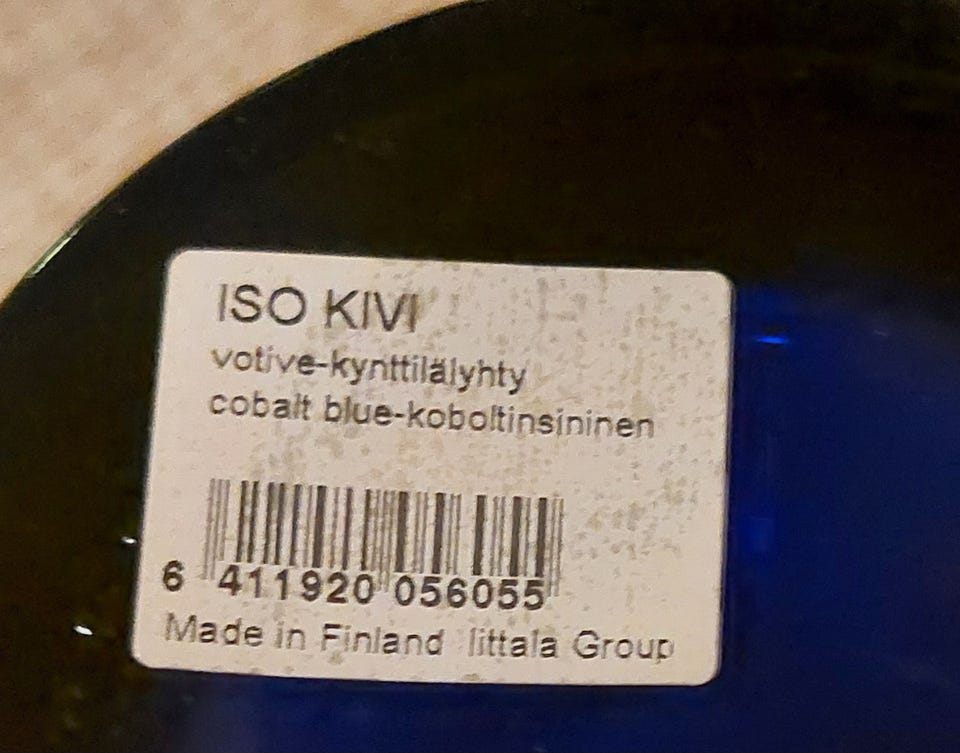 ISO KIVI
votive-kynttilälyhty
cobalt blue-koboltinsininen
6 411920 056055
Made in Finland Iittala Group